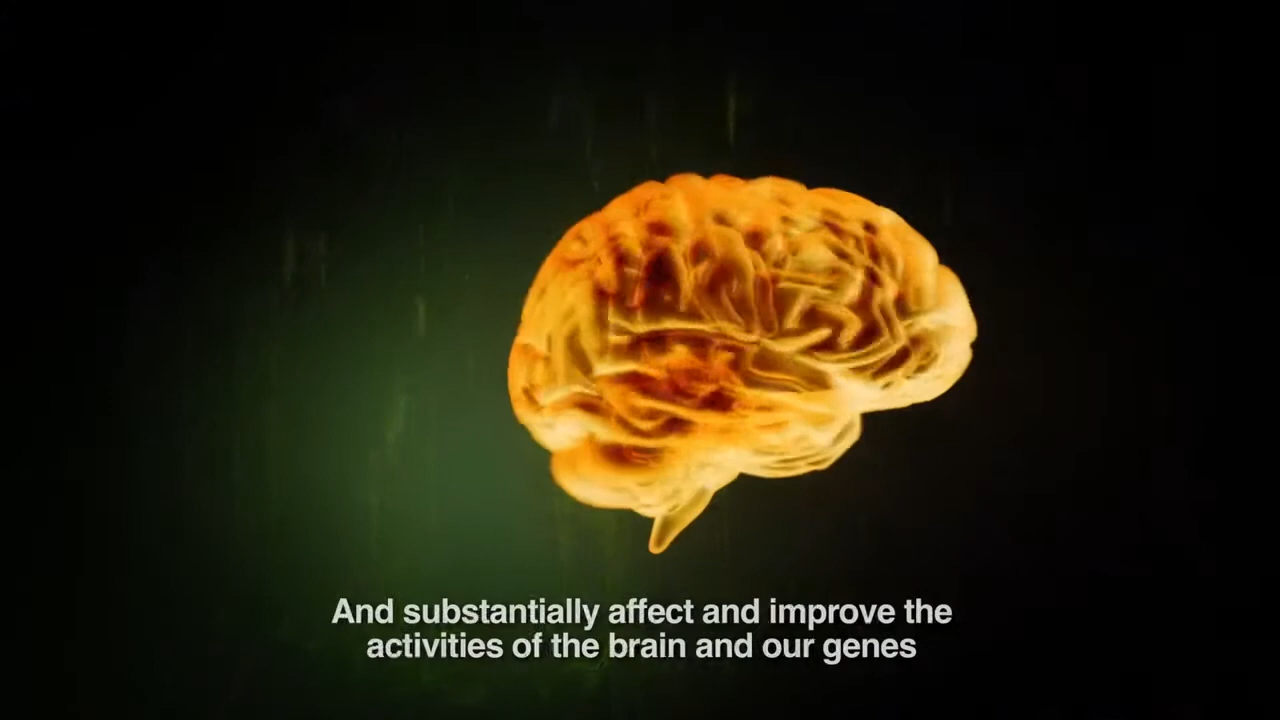 And substantially affect and improve the
activities of the brain and our genes